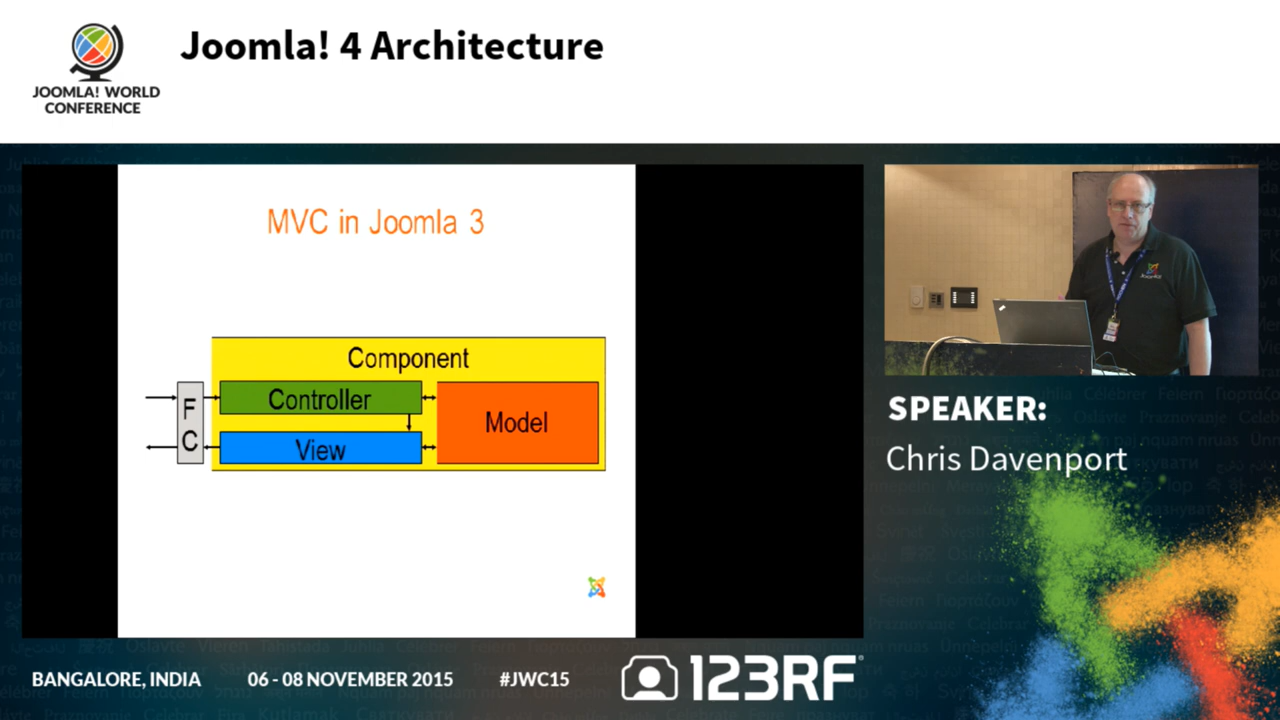 Joomla! 4 Architecture
JOOMLA! WORLD
CONFERENCE
MVC in Joomla 3
Component
F
C
Controller
View
Model
SPEAKER:
Chris Davenport
BANGALORE, INDIA
06 - 08 NOVEMBER 2015
#JWC15
123RF